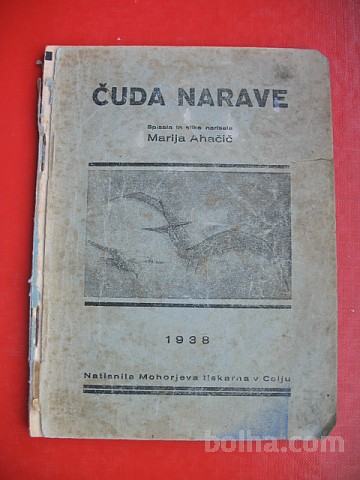 ČUDA NARAVE
Spisala in slike narisala
Marija Ahačič
1938
Natisnila Mohorjeva tiskarna v Celju
bolha.com